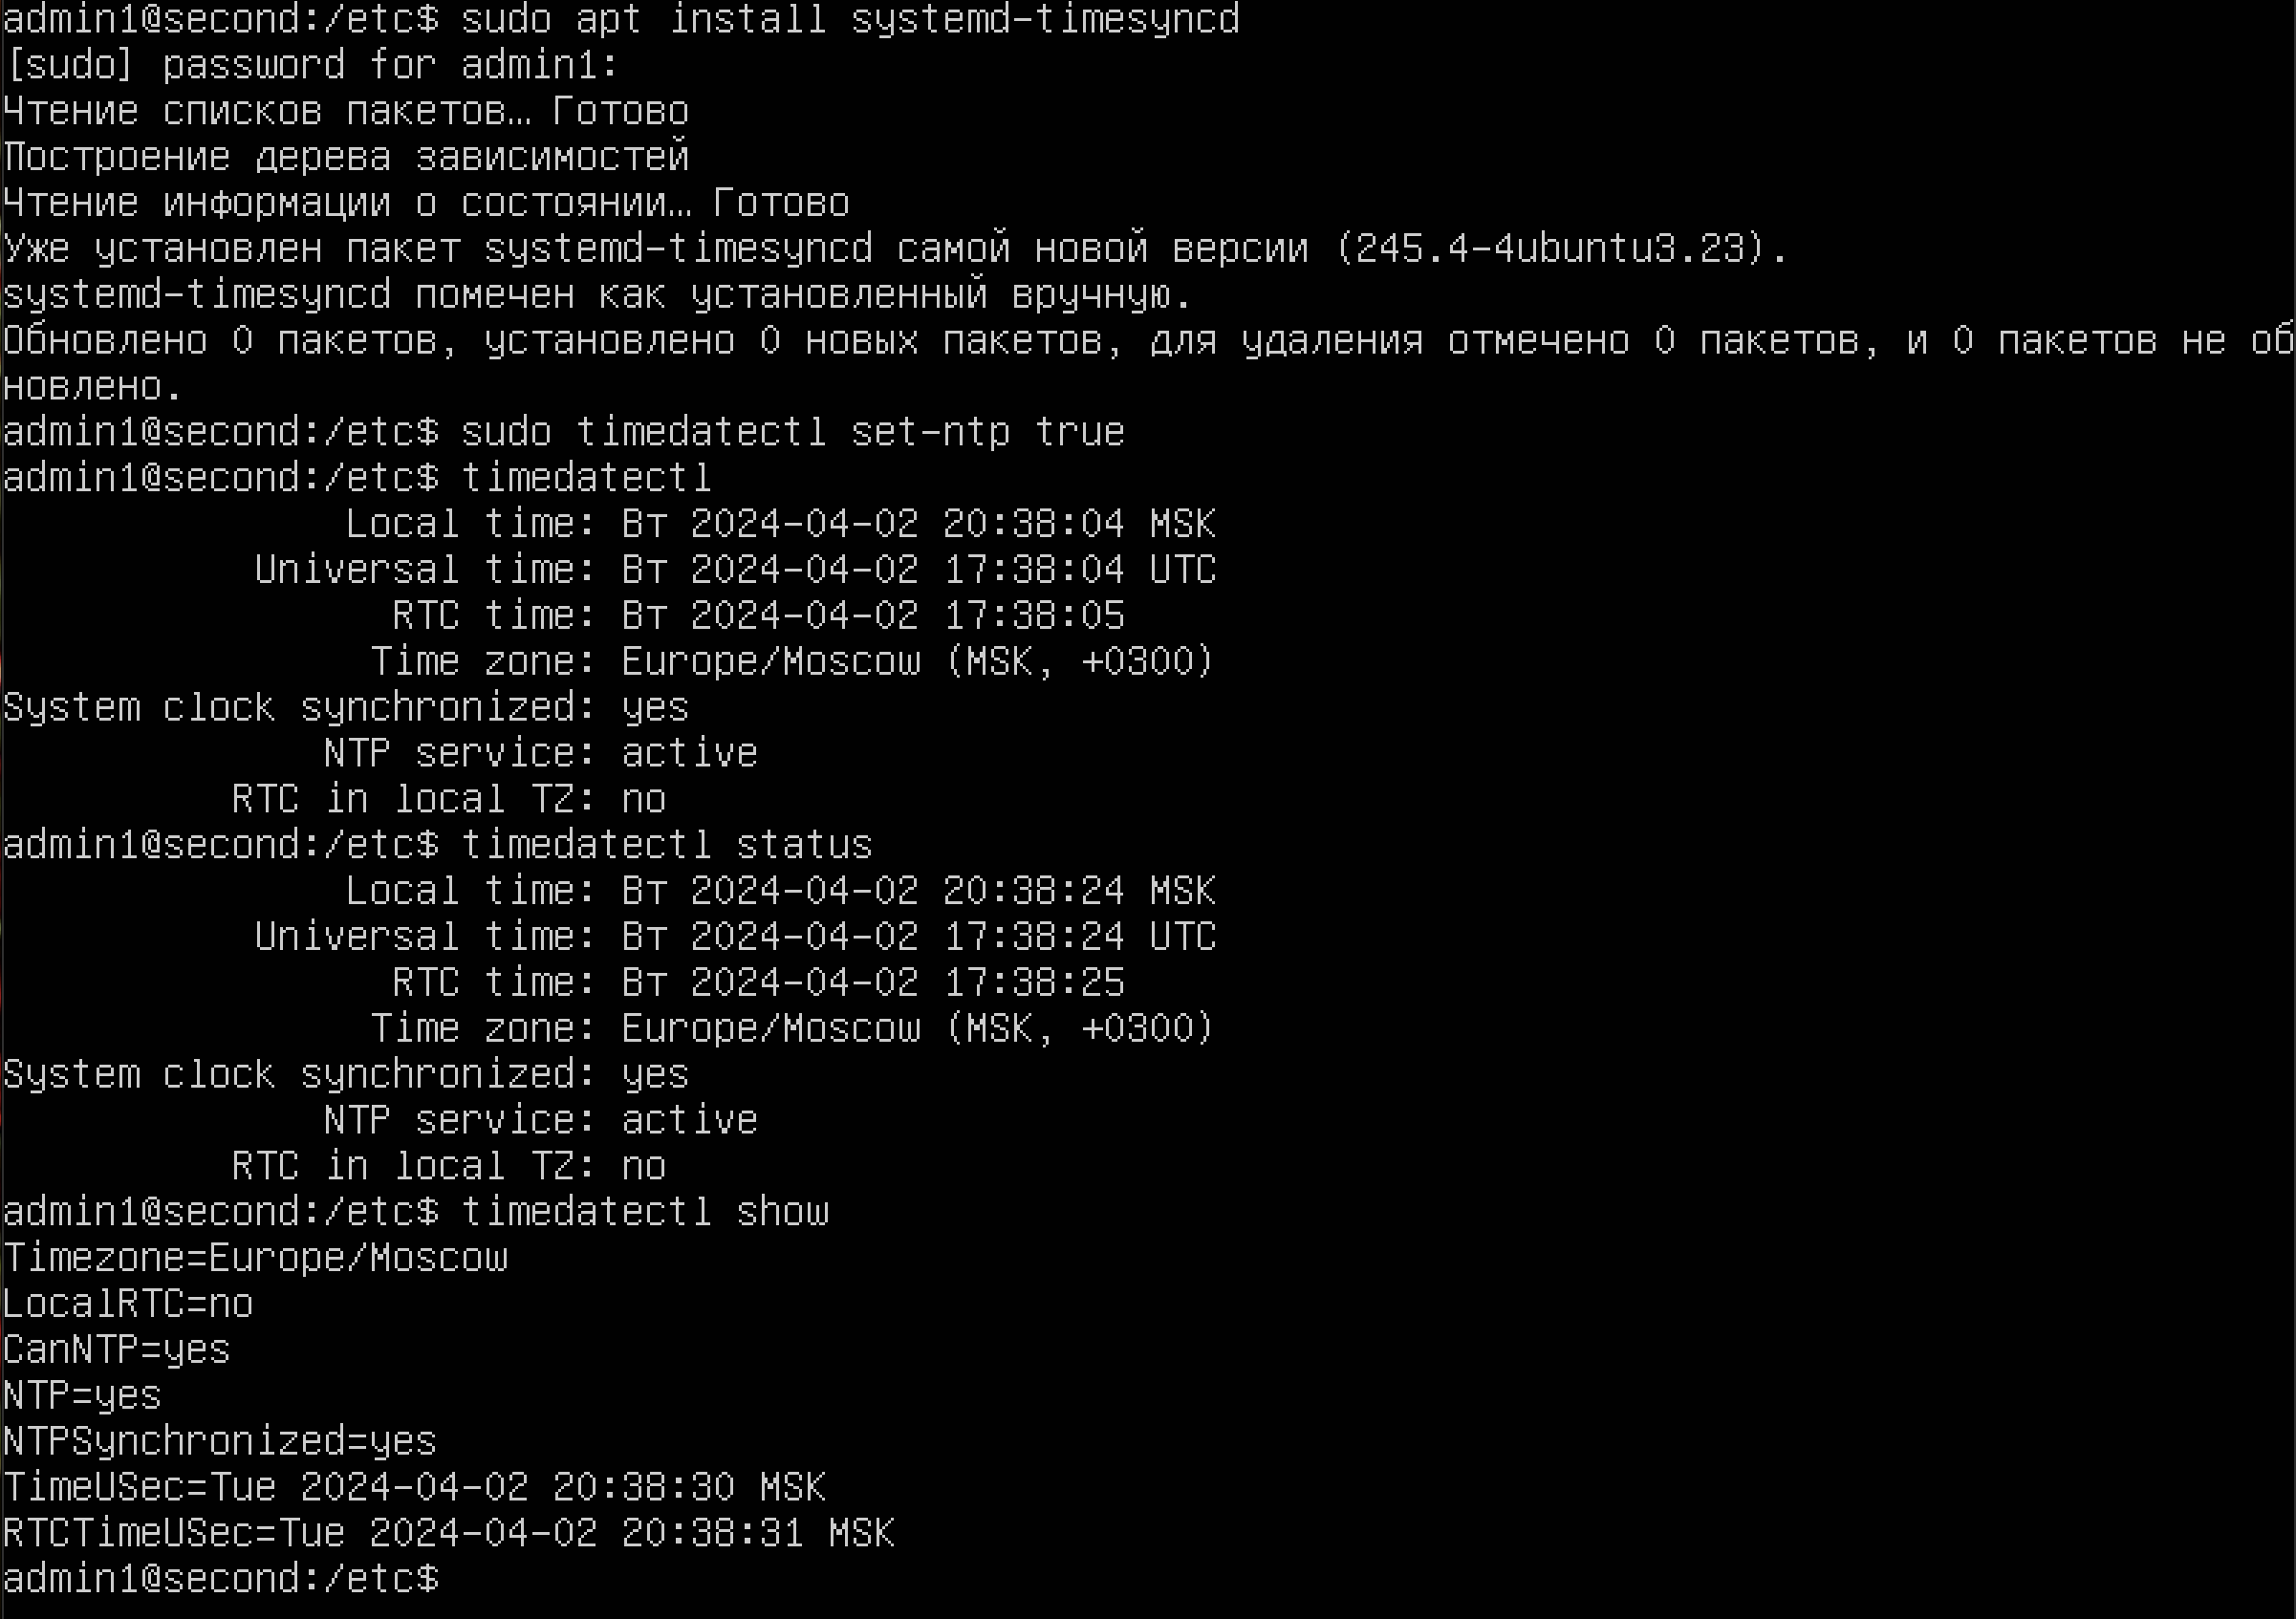 admin1@second:/etc$ sudo apt install systemd-timesyncd
[sudo] password for admin1:
Чтение списков пакетов… Готово
Построение дерева зависимостей
Чтение информации о состоянии… Готово
Уже установлен пакет systemd-timesyncd самой новой версии (245.4-4ubuntu3.23).
systemd-timesyncd помечен как установленный вручную.
Обновлено 0 пакетов, установлено 0 новых пакетов, для удаления отмечено 0 пакетов, и 0 пакетов не об
новлено.
admin1@second:/etc$ sudo timedatectl set-ntp true
admin1@second:/etc$ timedatectl
Local time: Вт 2024-04-02 20:38:04 MSK
Universal time: Вт 2024-04-02 17:38:04 UTC
RTC time: Вт 2024-04-02 17:38:05
Time zone: Europe/Moscow (MSK, +0300)
System clock synchronized: yes
NTP service: active
RTC in local TZ: no
admin1@second:/etc$ timedatectl status
Local time: Вт 2024-04-02 20:38:24 MSK
Universal time: Вт 2024-04-02 17:38:24 UTC
RTC time: Вт 2024-04-02 17:38:25
Time zone: Europe/Moscow (MSK, +0300)
System clock synchronized: yes
NTP service: active
RTC in local TZ: no
admin1@second:/etc$ timedatectl show
Timezone=Europe/Moscow
LocalRTC=no
CanNTP=yes
NTP=yes
NTPSynchronized=yes
TimeUSec=Tue 2024-04-02 20:38:30 MSK
RTCTimeUSec=Tue 2024-04-02 20:38:31 MSK
admin1@second:/etc$